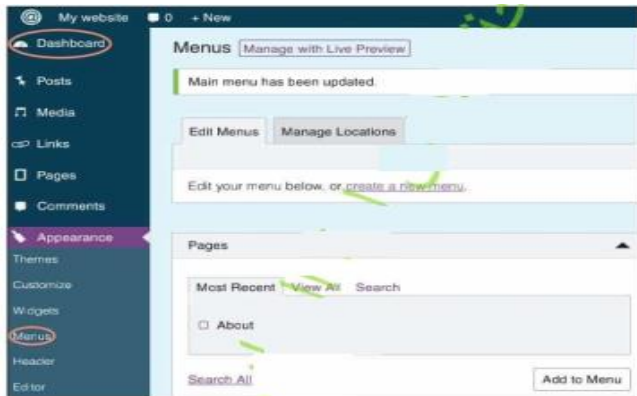 My website 0 + New
Dashboard
Posts
Media
Links
Pages
Comments
Appearance
Themes
Customize
Widgets
Menus
Header
Editor
Menus Manage with Live Preview
Main menu has been updated.
Edit Menus Manage Locations
Edit your menu below, or create a new menu.
Pages
Most Recent View All Search
About
Search All Add to Menu